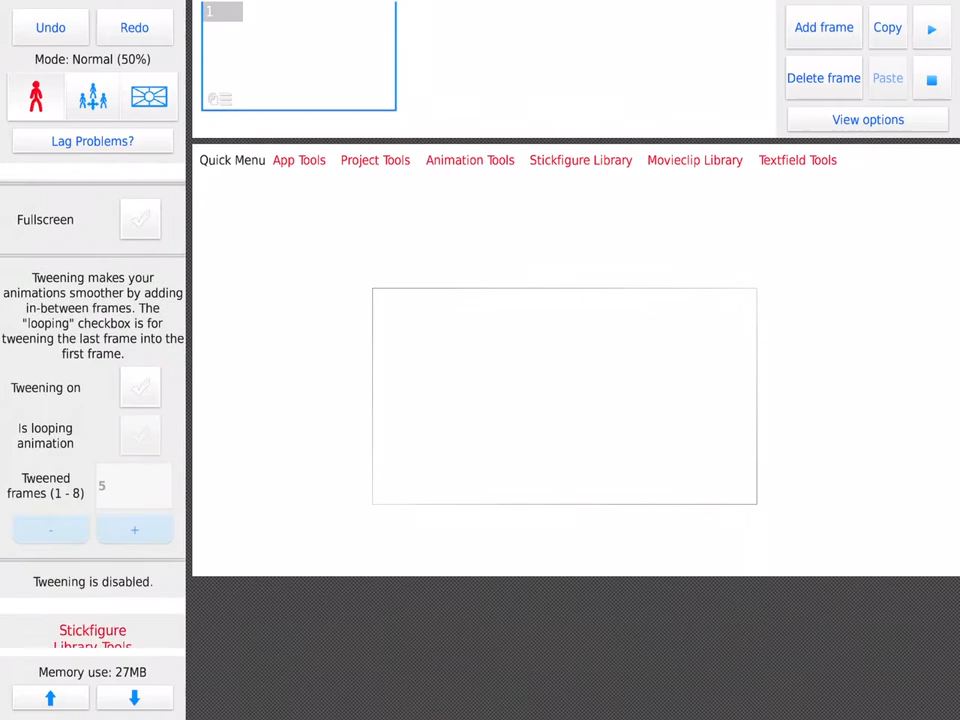 Undo
Redo
Mode: Normal (50%)
Lag Problems?
Fullscreen
Tweening makes your
animations smoother by adding
in-between frames. The
"looping" checkbox is for
tweening the last frame into the
first frame.
Tweening on
Is looping
animation
Tweened
frames (1 - 8)
5
-
+
Tweening is disabled.
Stickfigure
Library Tools
Memory use: 27MB
1
Add frame
Copy
Delete frame
Paste
View options
Quick Menu
App Tools
Project Tools
Animation Tools
Stickfigure Library
Movieclip Library
Textfield Tools